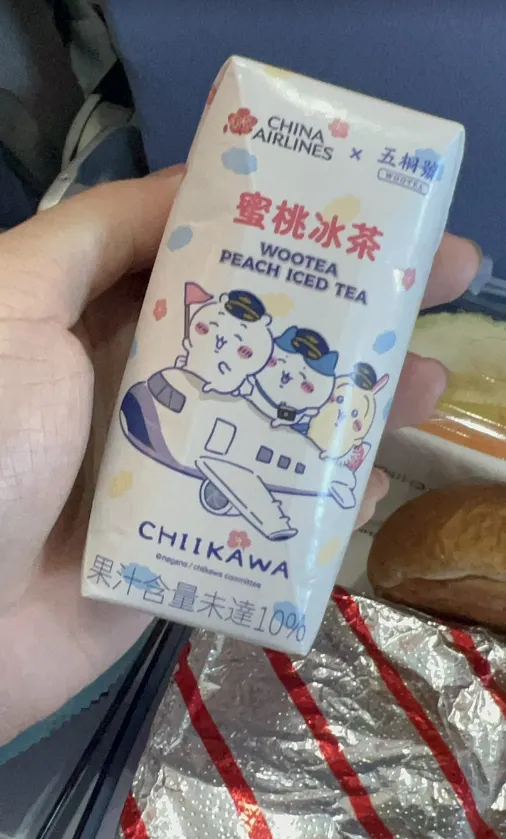 CHINA
AIRLINES
×
五桐號
WOOTEA
蜜桃冰茶
WOOTEA
PEACH ICED TEA
CHIIKAWA
©nagano / chiikawa committee
果汁含量未達10%